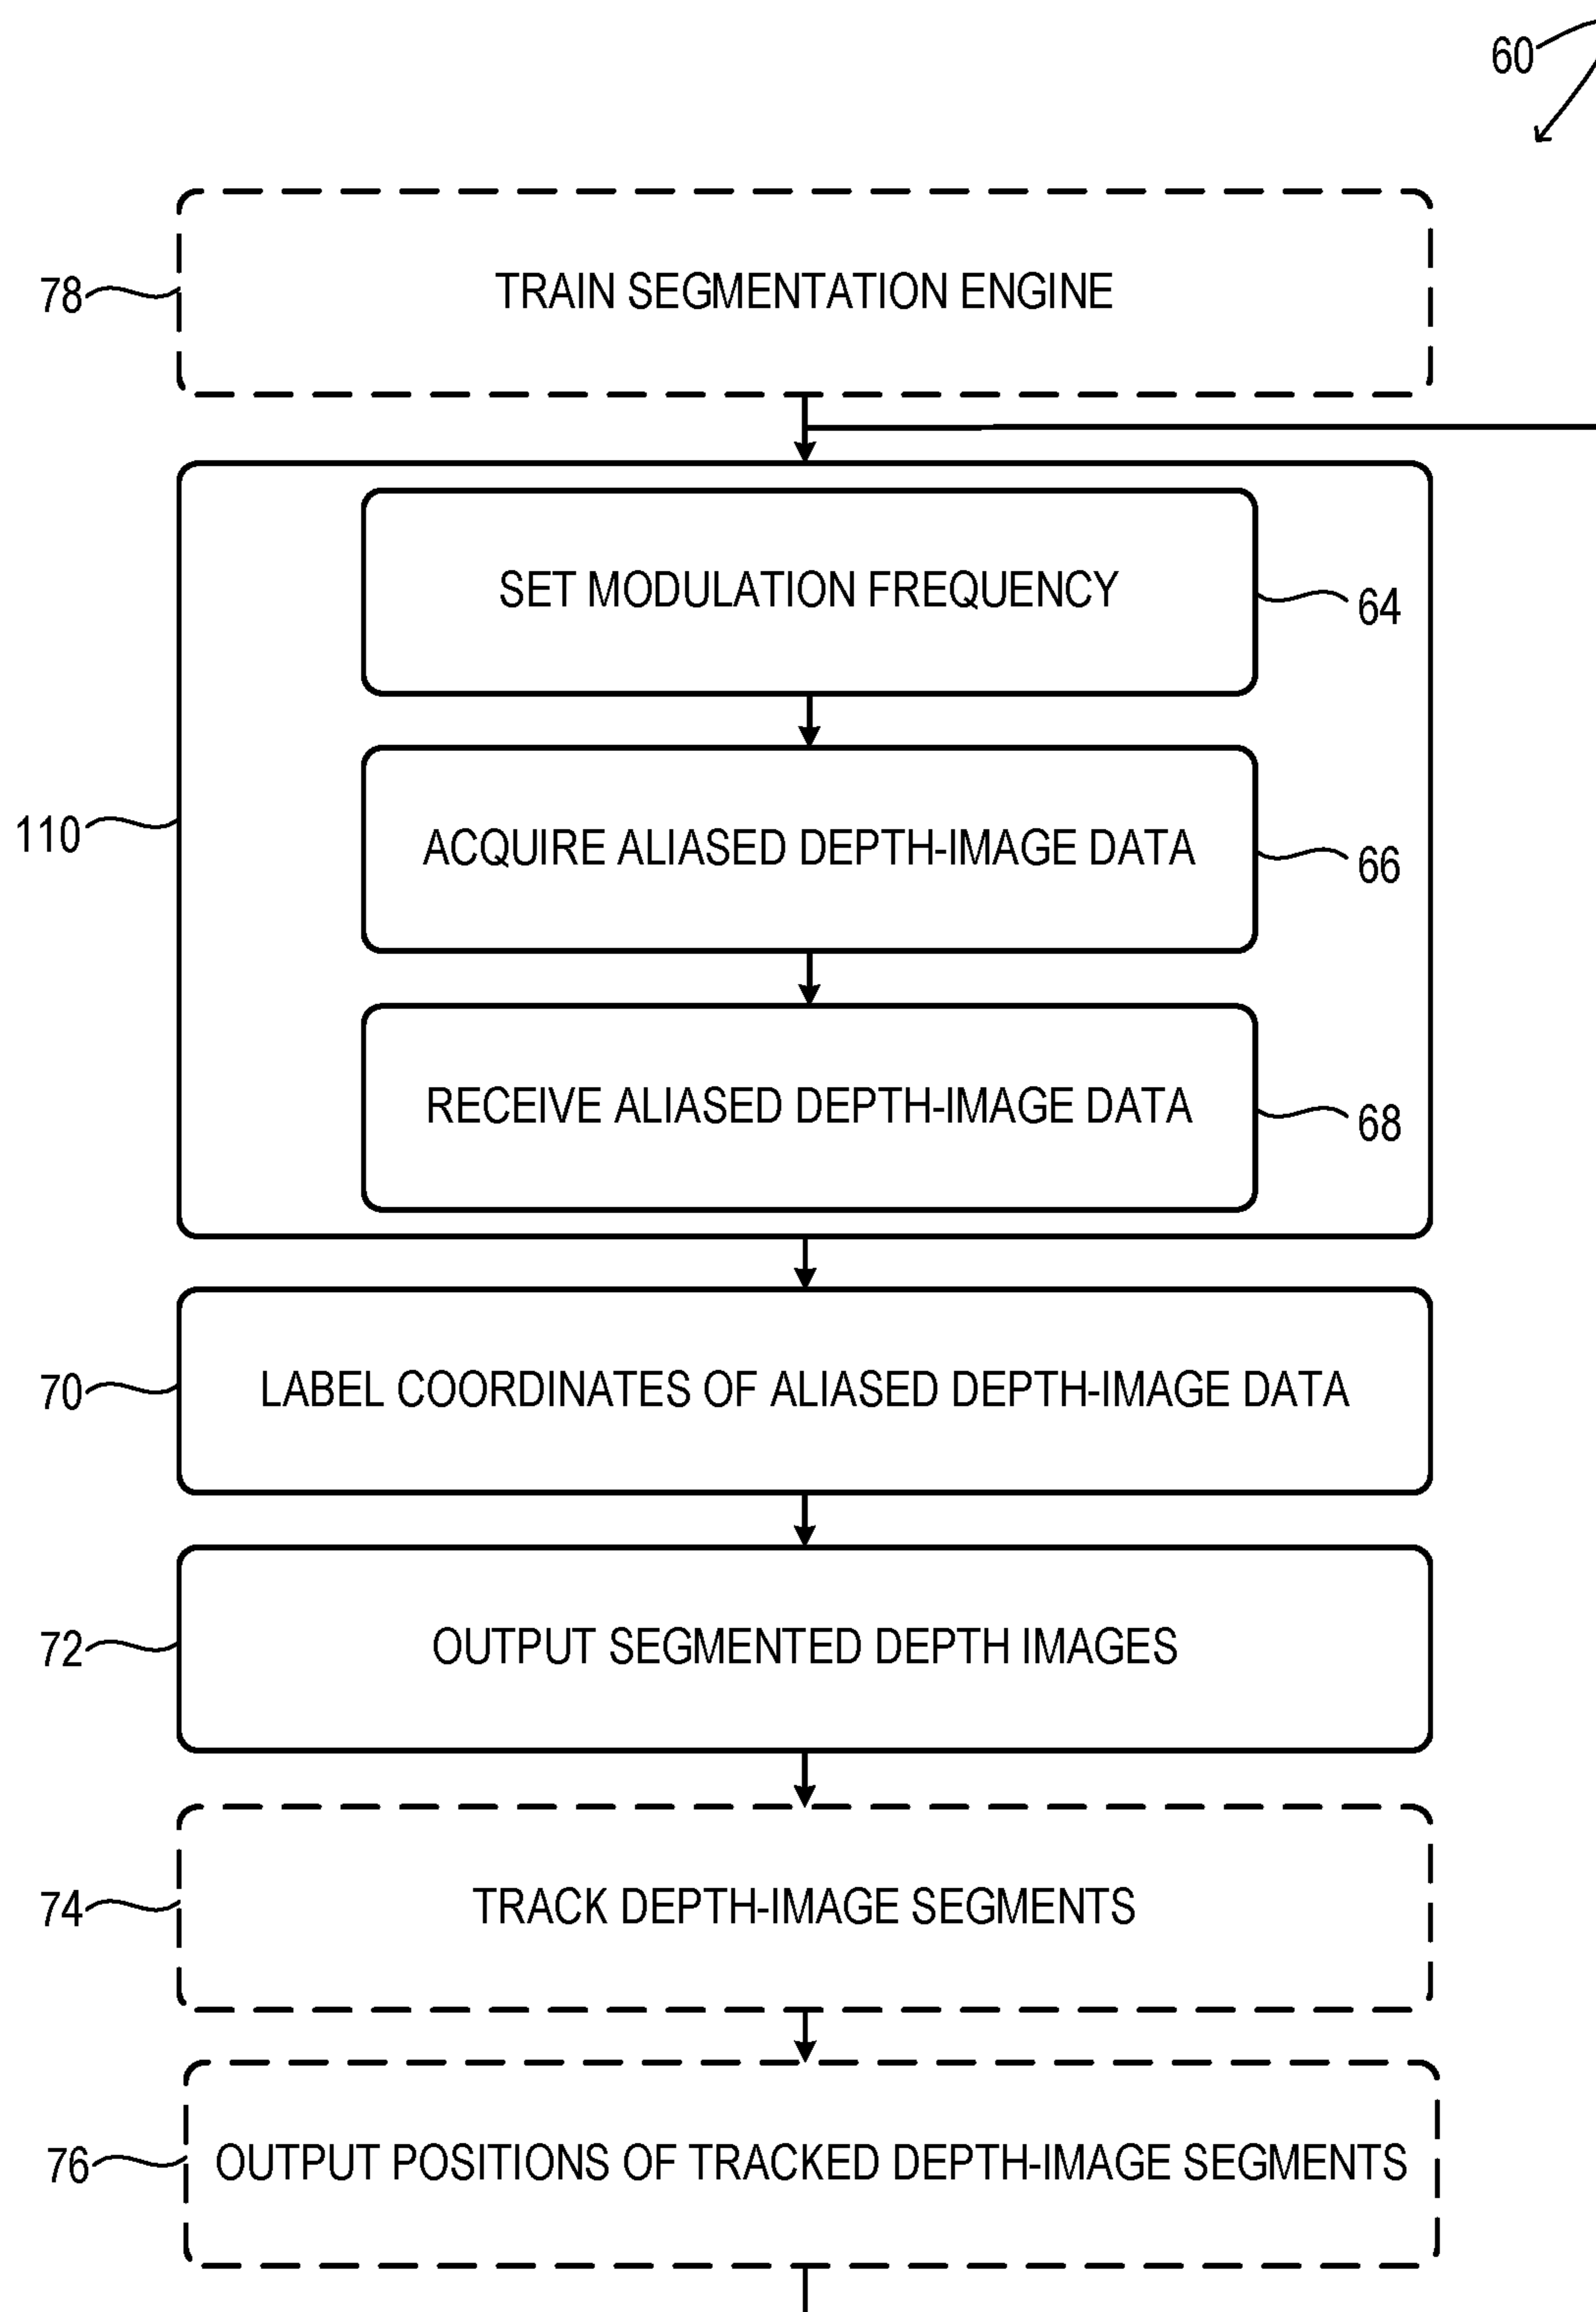 60
78
TRAIN SEGMENTATION ENGINE
SET MODULATION FREQUENCY
64
110
ACQUIRE ALIASED DEPTH-IMAGE DATA
66
RECEIVE ALIASED DEPTH-IMAGE DATA
68
70
LABEL COORDINATES OF ALIASED DEPTH-IMAGE DATA
72
OUTPUT SEGMENTED DEPTH IMAGES
74
TRACK DEPTH-IMAGE SEGMENTS
76
OUTPUT POSITIONS OF TRACKED DEPTH-IMAGE SEGMENTS